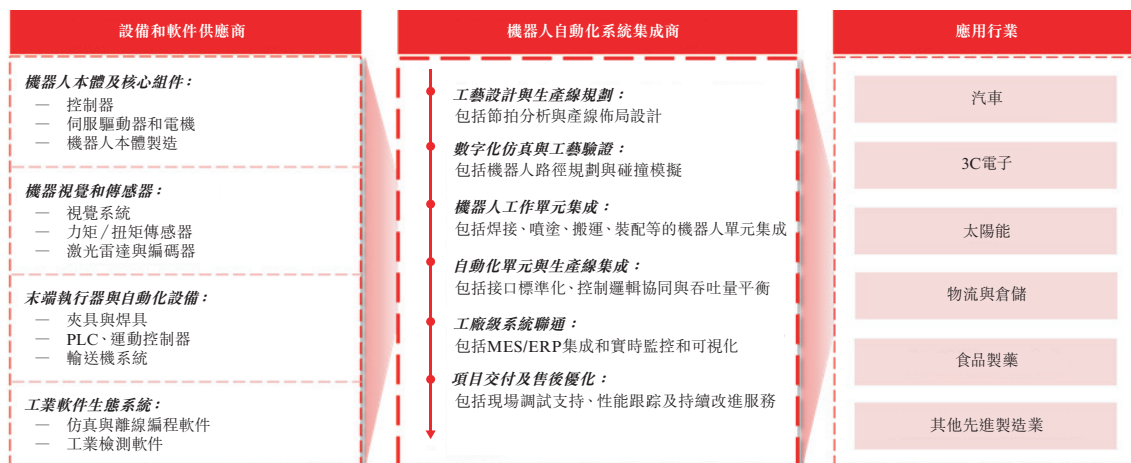 設備和軟件供應商
機器人本體及核心組件：
— 控制器
— 伺服驅動器和電機
— 機器人本體製造
機器視覺和傳感器：
— 視覺系統
— 力矩／扭矩傳感器
— 激光雷達與編碼器
末端執行器與自動化設備：
— 夾具與焊具
— PLC、運動控制器
— 輸送機系統
工業軟件生態系統：
— 仿真與離線編程軟件
— 工業檢測軟件
機器人自動化系統集成商
工藝設計與生產線規劃：
包括節拍分析與產線佈局設計
數字化仿真與工藝驗證：
包括機器人路徑規劃與碰撞模擬
機器人工作單元集成：
包括焊接、噴塗、搬運、裝配等的機器人單元集成
自動化單元與生產線集成：
包括接口標準化、控制邏輯協同與吞吐量平衡
工廠級系統聯通：
包括MES/ERP集成和實時監控和可視化
項目交付及售後優化：
包括現場調試支持、性能跟踪及持續改進服務
應用行業
汽車
3C電子
太陽能
物流與倉儲
食品製藥
其他先進製造業